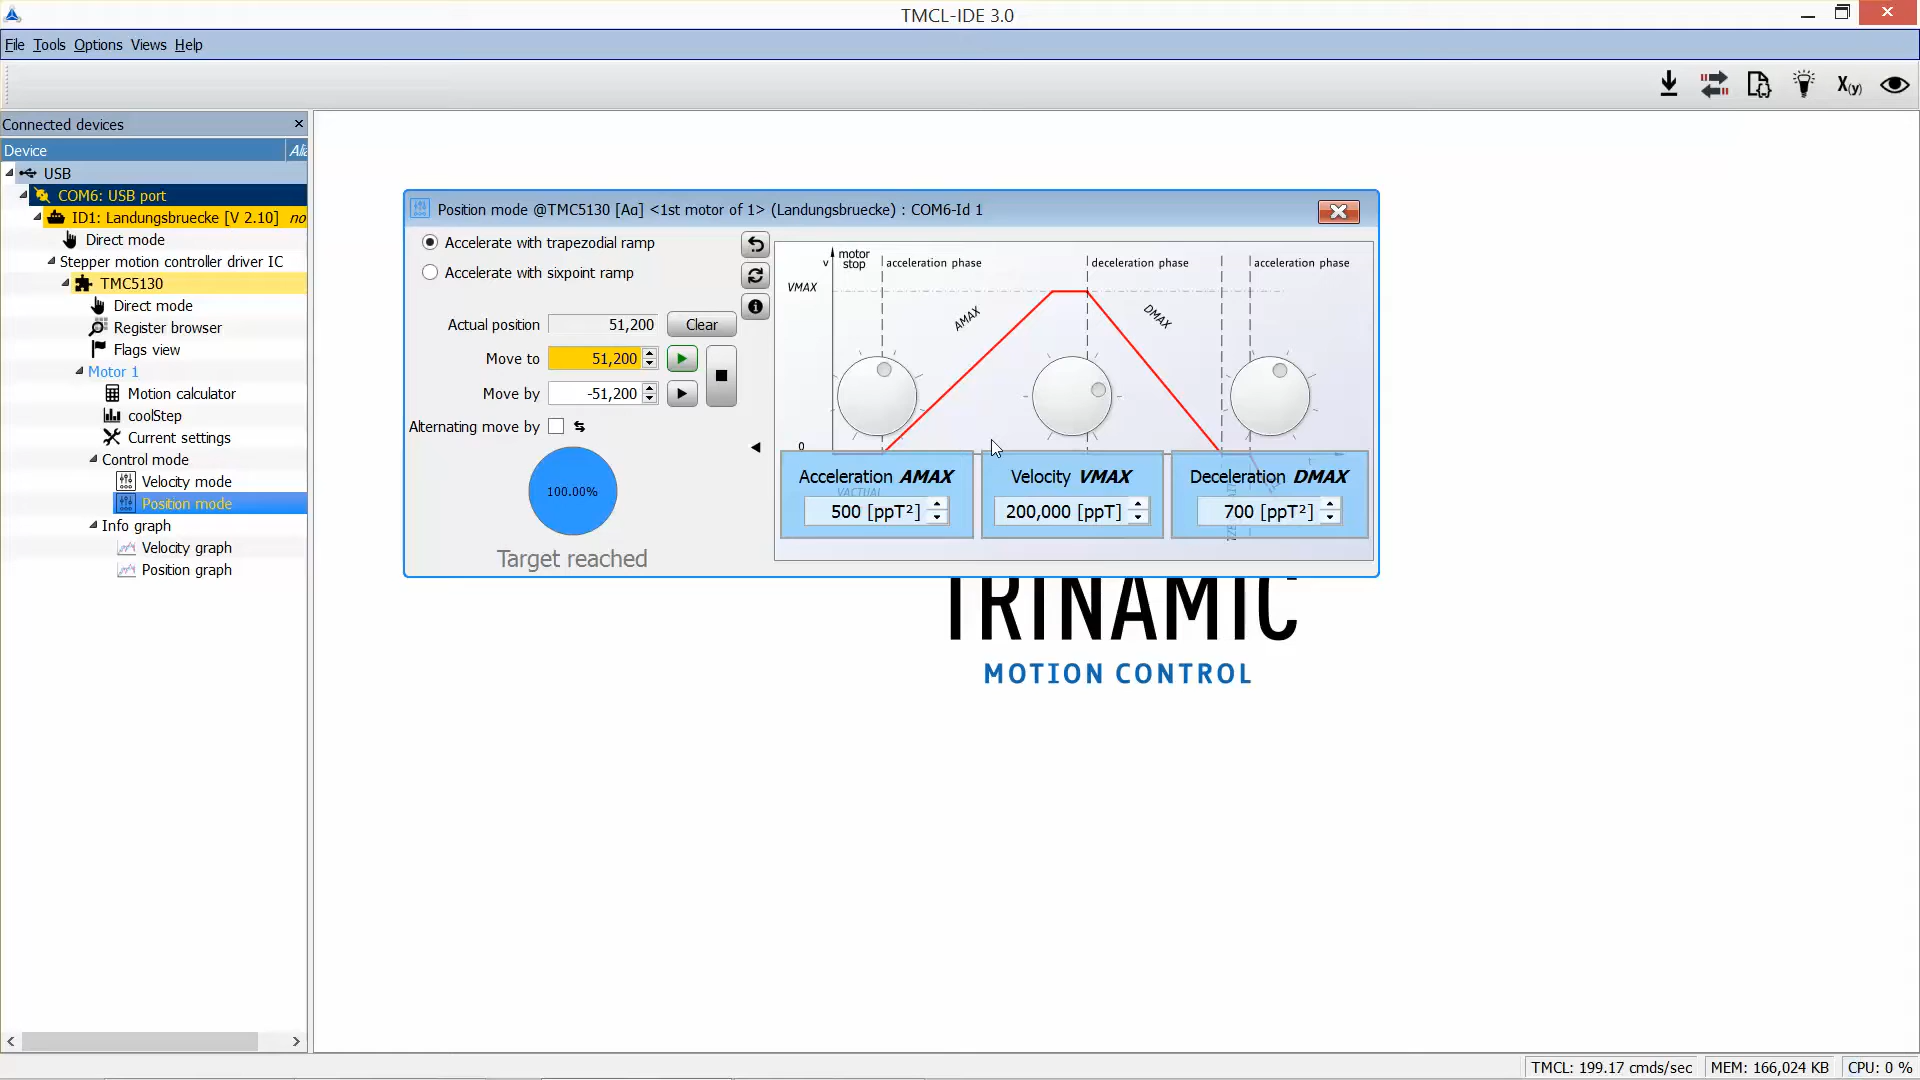 TMCL-IDE 3.0
File Tools Options Views Help
X(y)
Connected devices
Device
USB
COM6: USB port
ID1: Landungsbruecke [V 2.10] no
Direct mode
Stepper motion controller driver IC
TMC5130
Direct mode
Register browser
Flags view
Motor 1
Motion calculator
coolStep
Current settings
Control mode
Velocity mode
Position mode
Info graph
Velocity graph
Position graph
Position mode @TMC5130 [Aα] <1st motor of 1> (Landungsbruecke) : COM6-Id 1
Accelerate with trapezodial ramp
Accelerate with sixpoint ramp
Actual position 51,200 Clear
Move to 51,200
Move by -51,200
Alternating move by
100.00%
Target reached
v motor stop acceleration phase deceleration phase acceleration phase
VMAX
AMAX DMAX
0
t
Acceleration AMAX Velocity VMAX Deceleration DMAX
VACTUAL
500 [ppT²] 200,000 [ppT] 700 [ppT²]
TRINAMIC
MOTION CONTROL
TMCL: 199.17 cmds/sec MEM: 166,024 KB CPU: 0 %